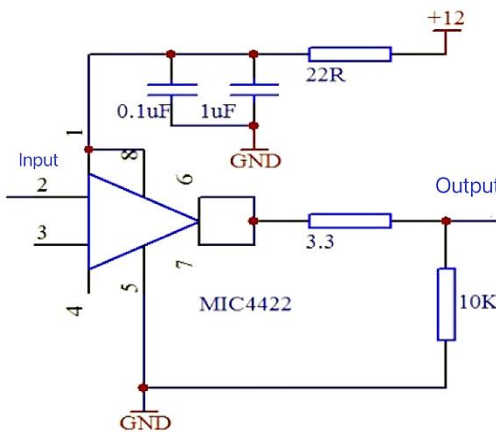 +12
22R
0.1uF
1uF
GND
1
8
Input
2
6
Output
3
3.3
7
5
4
MIC4422
10K
GND